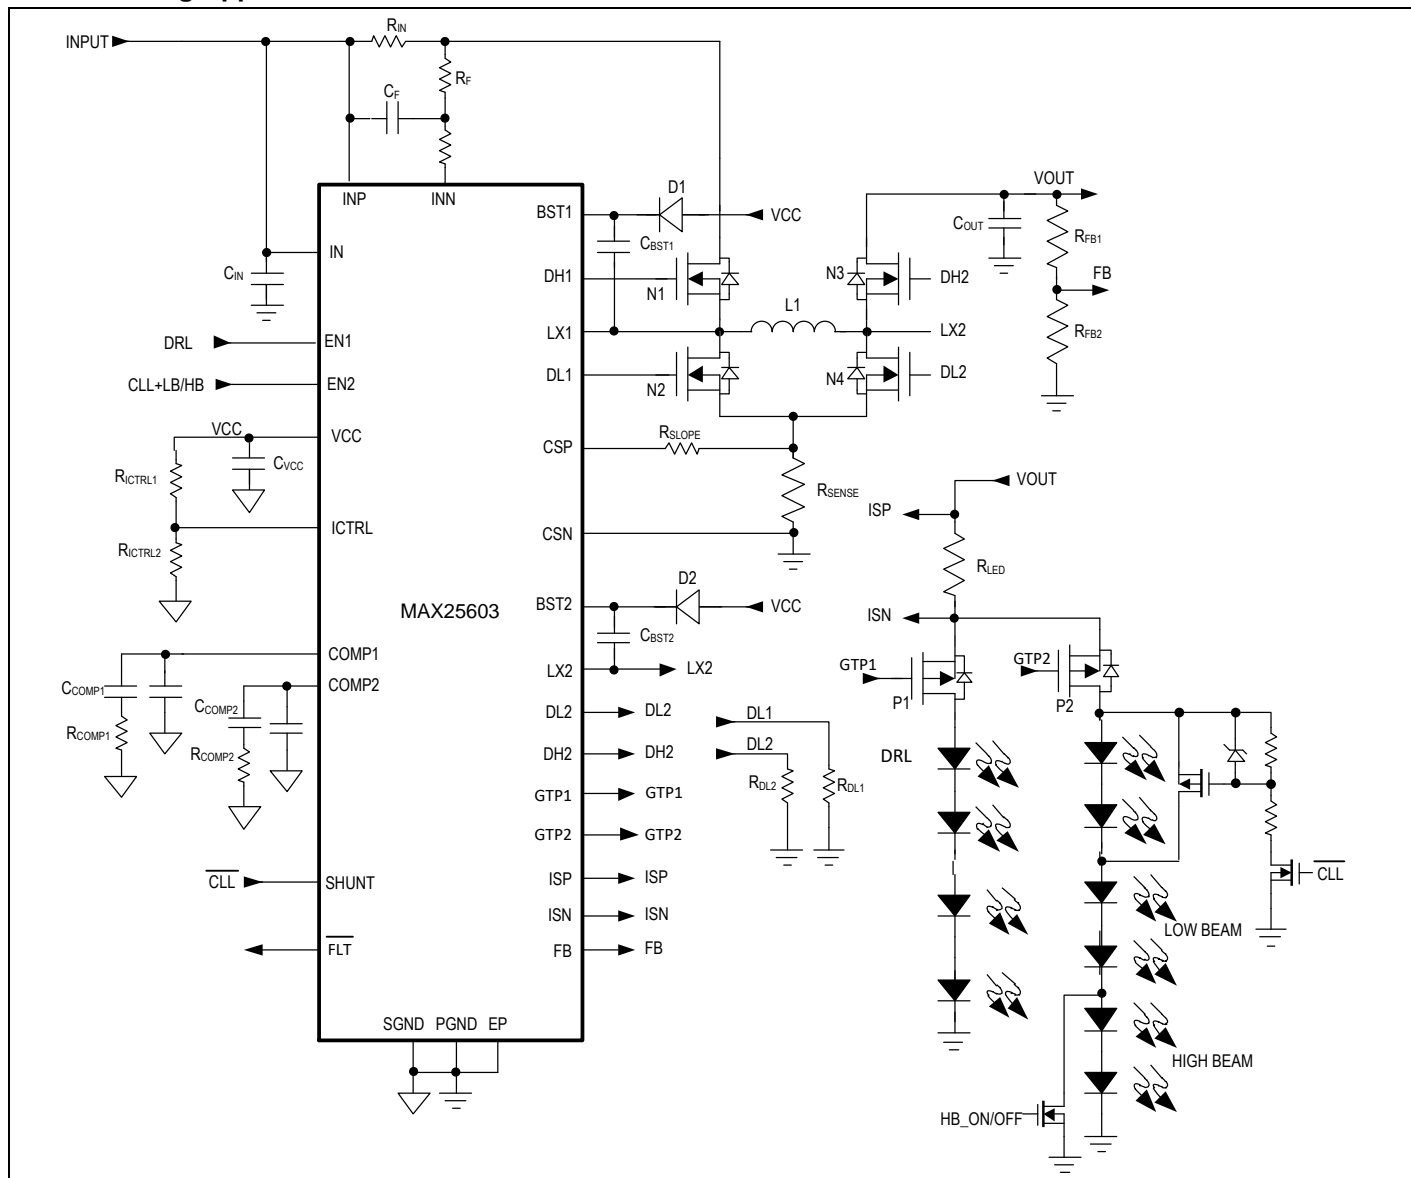 INPUT
RIN
RF
CF
INP
INN
D1
BST1
VCC
CBST1
VOUT
COUT
RFB1
FB
RFB2
IN
CIN
DH1
N1
N3
DH2
L1
LX1
LX2
DRL
EN1
DL1
N2
N4
DL2
CLL+LB/HB
EN2
VCC
VCC
CVCC
CSP
RSLOPE
RSENSE
RICTRL1
ICTRL
CSN
RICTRL2
VOUT
ISP
RLED
MAX25603
D2
BST2
VCC
CBST2
ISN
LX2
LX2
GTP1
P1
GTP2
P2
COMP1
COMP2
CCOMP1
RCOMP1
CCOMP2
RCOMP2
DL2
DL2
DL1
DL2
DH2
DH2
RDL2
RDL1
GTP1
GTP1
GTP2
GTP2
DRL
CLL
SHUNT
ISP
ISP
ISN
ISN
FLT
FB
FB
CLL
LOW BEAM
SGND PGND EP
HIGH BEAM
HB_ON/OFF